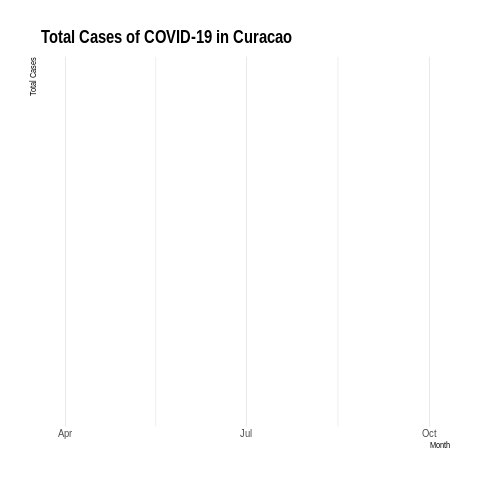 Total Cases of COVID-19 in Curacao
Total Cases
Apr
Jul
Oct
Month